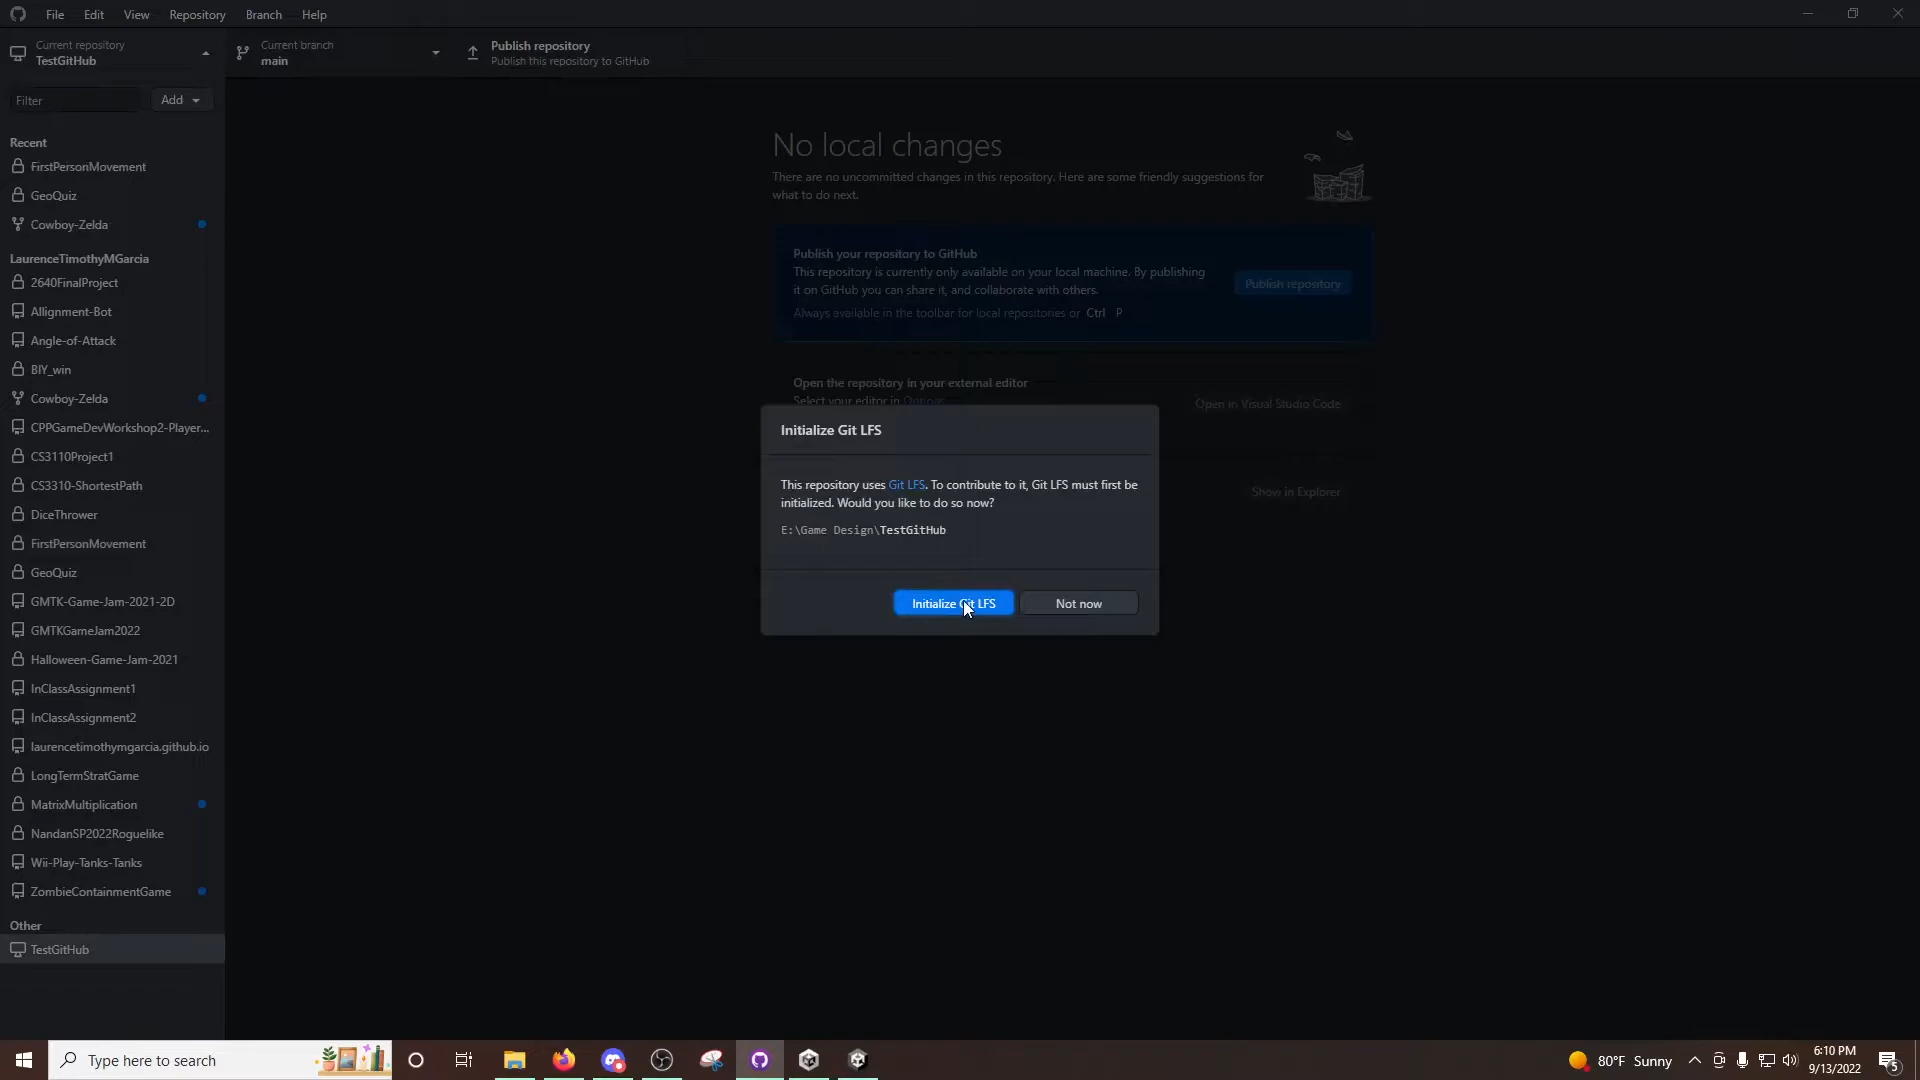 File Edit View Repository Branch Help
Current repository
TestGitHub
Current branch
main
Publish repository
Publish this repository to GitHub
Filter
Add
Recent
FirstPersonMovement
GeoQuiz
Cowboy-Zelda
LaurenceTimothyMGarcia
2640FinalProject
Allignment-Bot
Angle-of-Attack
BIY_win
Cowboy-Zelda
CPPGameDevWorkshop2-Player...
CS3110Project1
CS3310-ShortestPath
DiceThrower
FirstPersonMovement
GeoQuiz
GMTK-Game-Jam-2021-2D
GMTKGameJam2022
Halloween-Game-Jam-2021
InClassAssignment1
InClassAssignment2
laurencetimothymgarcia.github.io
LongTermStratGame
MatrixMultiplication
NandanSP2022Roguelike
Wii-Play-Tanks-Tanks
ZombieContainmentGame
Other
TestGitHub
No local changes
There are no uncommitted changes in this repository. Here are some friendly suggestions for
what to do next.
Publish your repository to GitHub
This repository is currently only available on your local machine. By publishing
it on GitHub you can share it, and collaborate with others.
Always available in the toolbar for local repositories or Ctrl P
Publish repository
Open the repository in your external editor
Select your editor in Options
Open in Visual Studio Code
Show in Explorer
Initialize Git LFS
This repository uses Git LFS. To contribute to it, Git LFS must first be
initialized. Would you like to do so now?
E:\Game Design\TestGitHub
Initialize Git LFS
Not now
Type here to search
80°F Sunny
6:10 PM
9/13/2022
5